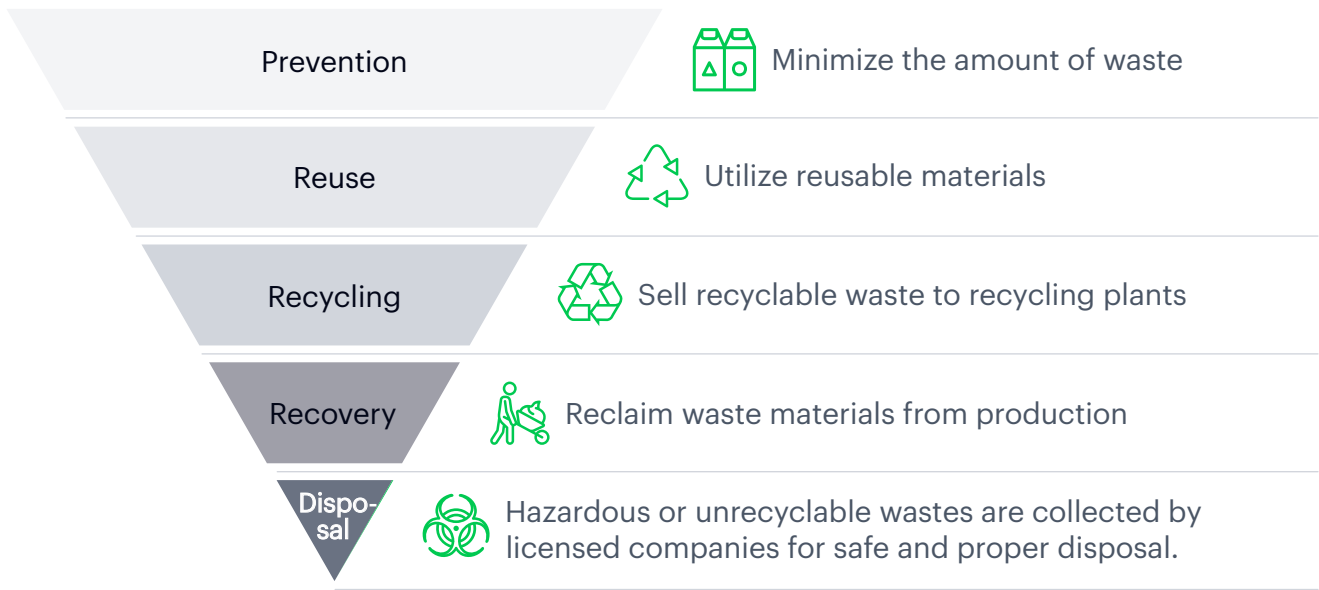 Prevention
Minimize the amount of waste
Reuse
Utilize reusable materials
Recycling
Sell recyclable waste to recycling plants
Recovery
Reclaim waste materials from production
Dispo-
sal
Hazardous or unrecyclable wastes are collected by
licensed companies for safe and proper disposal.